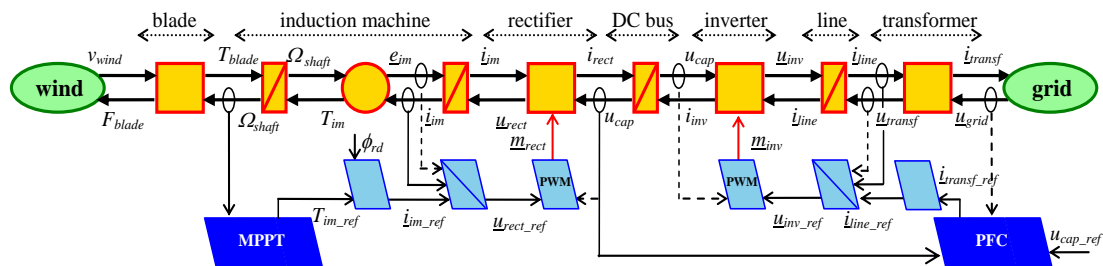 blade induction machine rectifier DC bus inverter line transformer
v_wind T_blade Ω_shaft e_im i_im i_rect u_cap u_inv i_line i_transf
wind grid
F_blade Ω_shaft T_im i_im u_rect u_cap i_inv i_line u_transf u_grid
ϕ_rd m_rect m_inv
PWM PWM i_transf_ref
T_im_ref i_im_ref u_rect_ref u_inv_ref i_line_ref
MPPT PFC u_cap_ref